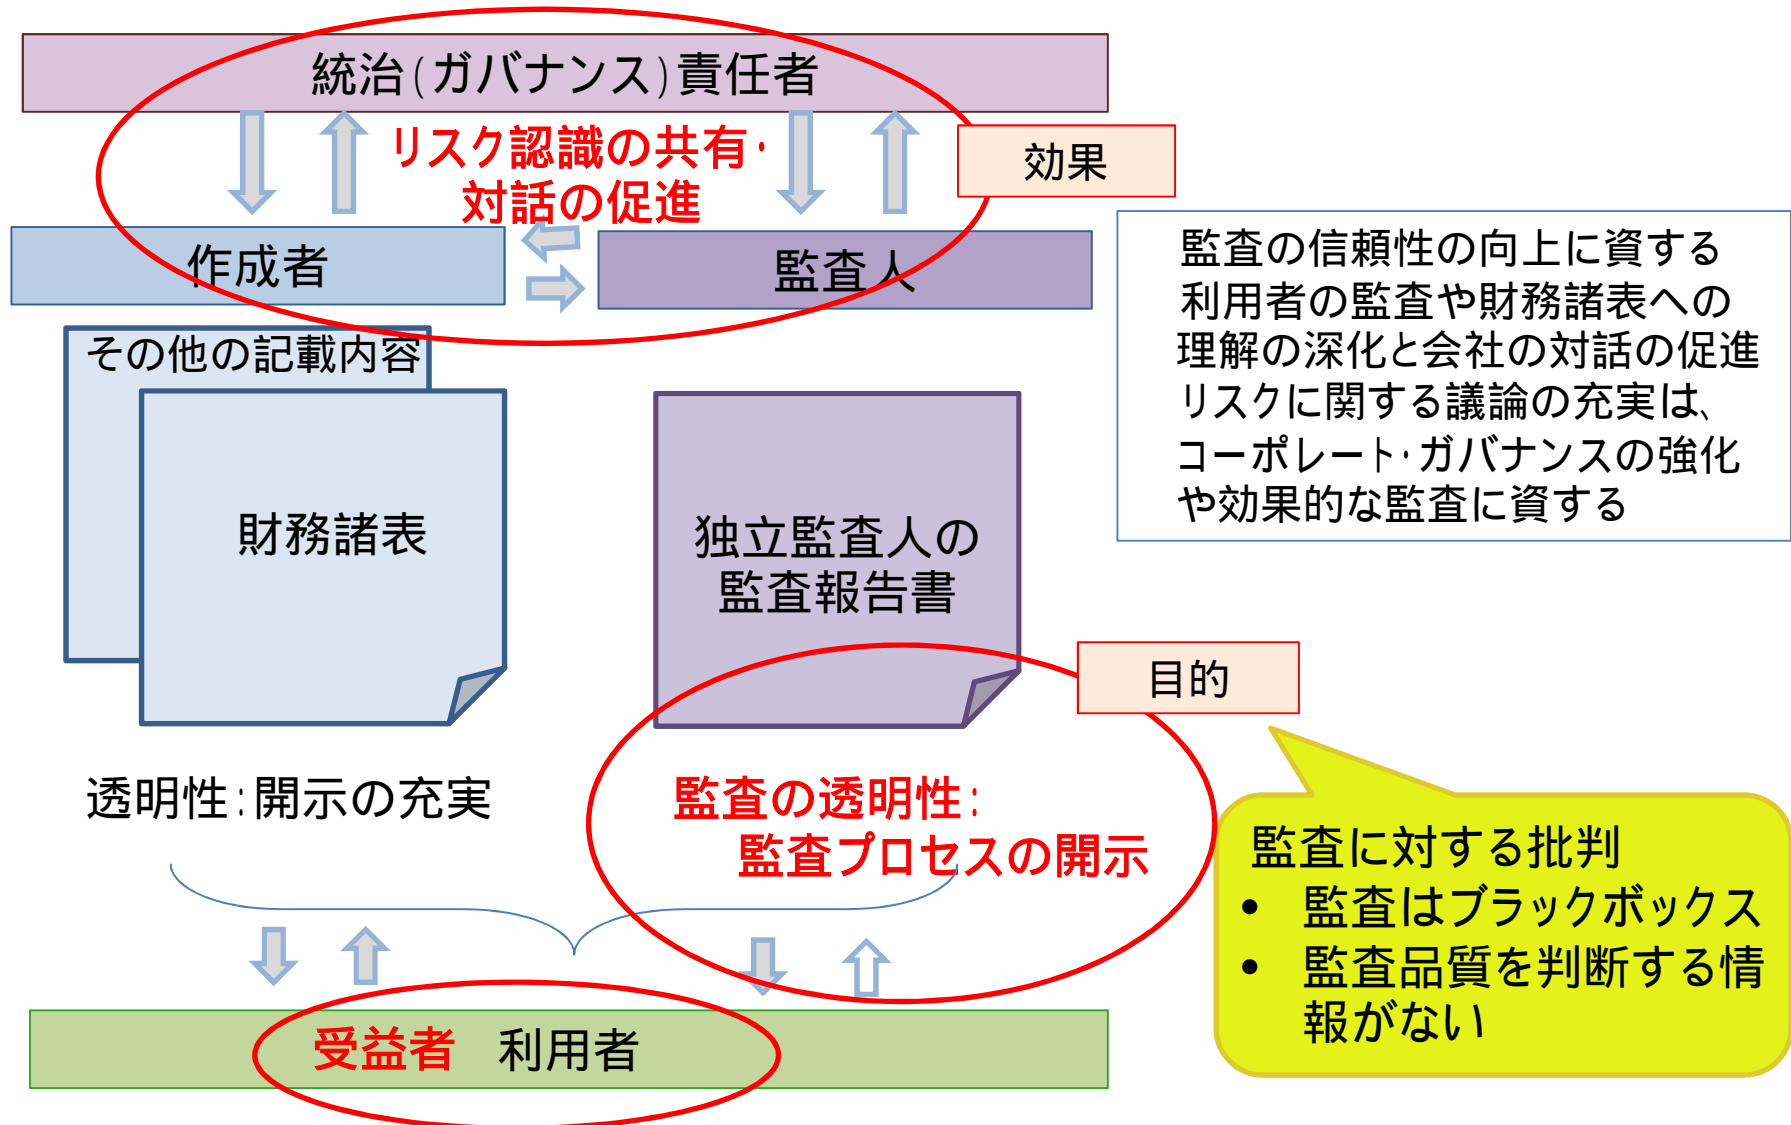 統治(ガバナンス)責任者
リスク認識の共有・
対話の促進
効果
作成者
監査人
監査の信頼性の向上に資する
利用者の監査や財務諸表への
理解の深化と会社の対話の促進
リスクに関する議論の充実は、
コーポレート・ガバナンスの強化
や効果的な監査に資する
その他の記載内容
財務諸表
独立監査人の
監査報告書
目的
透明性:開示の充実
監査の透明性:
監査プロセスの開示
監査に対する批判
• 監査はブラックボックス
• 監査品質を判断する情
報がない
受益者 利用者